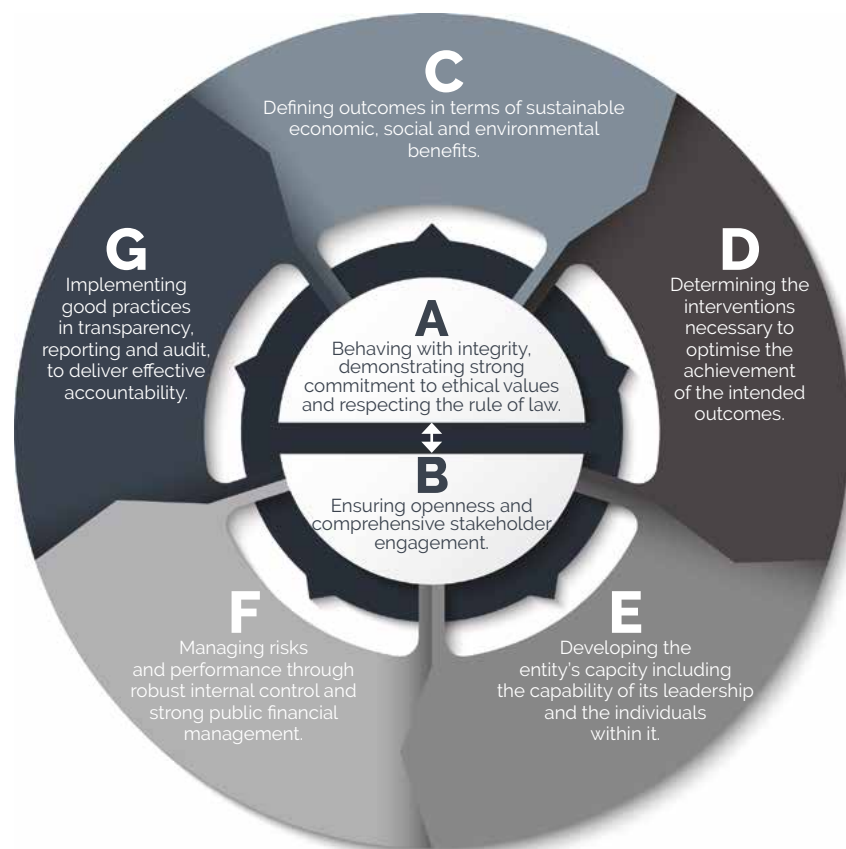 C
Defining outcomes in terms of sustainable
economic, social and environmental
benefits.
G
Implementing
good practices
in transparency,
reporting and audit,
to deliver effective
accountability.
D
Determining the
interventions
necessary to
optimise the
achievement
of the intended
outcomes.
A
Behaving with integrity,
demonstrating strong
commitment to ethical values
and respecting the rule of law.
B
Ensuring openness and
comprehensive stakeholder
engagement.
F
Managing risks
and performance through
robust internal control and
strong public financial
management.
E
Developing the
entity's capcity including
the capability of its leadership
and the individuals
within it.